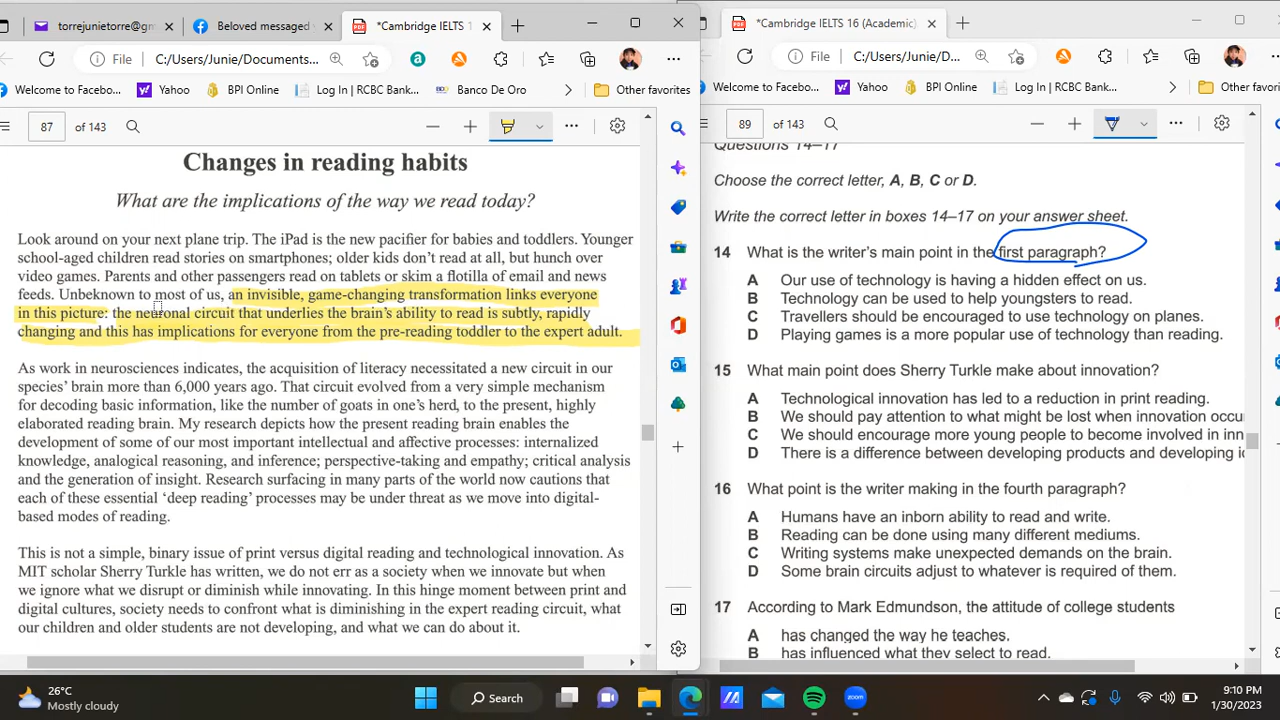 torrejunietorre@gm
Beloved messaged y
*Cambridge IELTS 1
*Cambridge IELTS 16 (Academic)
File
C:/Users/Junie/Documents...
File
C:/Users/Junie/D...
Welcome to Facebook
Yahoo
BPI Online
Log In | RCBC Bank...
Banco De Oro
Other favorites
Welcome to Faceb...
Yahoo
BPI Online
Log In | RCBC Bank...
Other favor
87 of 143
89 of 143
Changes in reading habits
What are the implications of the way we read today?
Look around on your next plane trip. The iPad is the new pacifier for babies and toddlers. Younger
school-aged children read stories on smartphones; older kids don't read at all, but hunch over
video games. Parents and other passengers read on tablets or skim a flotilla of email and news
feeds. Unbeknown to most of us, an invisible, game-changing transformation links everyone
in this picture: the neuronal circuit that underlies the brain's ability to read is subtly, rapidly
changing and this has implications for everyone from the pre-reading toddler to the expert adult.
As work in neurosciences indicates, the acquisition of literacy necessitated a new circuit in our
species' brain more than 6,000 years ago. That circuit evolved from a very simple mechanism
for decoding basic information, like the number of goats in one's herd, to the present, highly
elaborated reading brain. My research depicts how the present reading brain enables the
development of some of our most important intellectual and affective processes: internalized
knowledge, analogical reasoning, and inference; perspective-taking and empathy; critical analysis
and the generation of insight. Research surfacing in many parts of the world now cautions that
each of these essential 'deep reading' processes may be under threat as we move into digital-
based modes of reading.
This is not a simple, binary issue of print versus digital reading and technological innovation. As
MIT scholar Sherry Turkle has written, we do not err as a society when we innovate but when
we ignore what we disrupt or diminish while innovating. In this hinge moment between print and
digital cultures, society needs to confront what is diminishing in the expert reading circuit, what
our children and older students are not developing, and what we can do about it.
Questions 14–17
Choose the correct letter, A, B, C or D.
Write the correct letter in boxes 14–17 on your answer sheet.
14 What is the writer's main point in the first paragraph?
A Our use of technology is having a hidden effect on us.
B Technology can be used to help youngsters to read.
C Travellers should be encouraged to use technology on planes.
D Playing games is a more popular use of technology than reading.
15 What main point does Sherry Turkle make about innovation?
A Technological innovation has led to a reduction in print reading.
B We should pay attention to what might be lost when innovation occu
C We should encourage more young people to become involved in inn
D There is a difference between developing products and developing i
16 What point is the writer making in the fourth paragraph?
A Humans have an inborn ability to read and write.
B Reading can be done using many different mediums.
C Writing systems make unexpected demands on the brain.
D Some brain circuits adjust to whatever is required of them.
17 According to Mark Edmundson, the attitude of college students
A has changed the way he teaches.
B has influenced what they select to read.
26°C
Mostly cloudy
Search
9:10 PM
1/30/2023